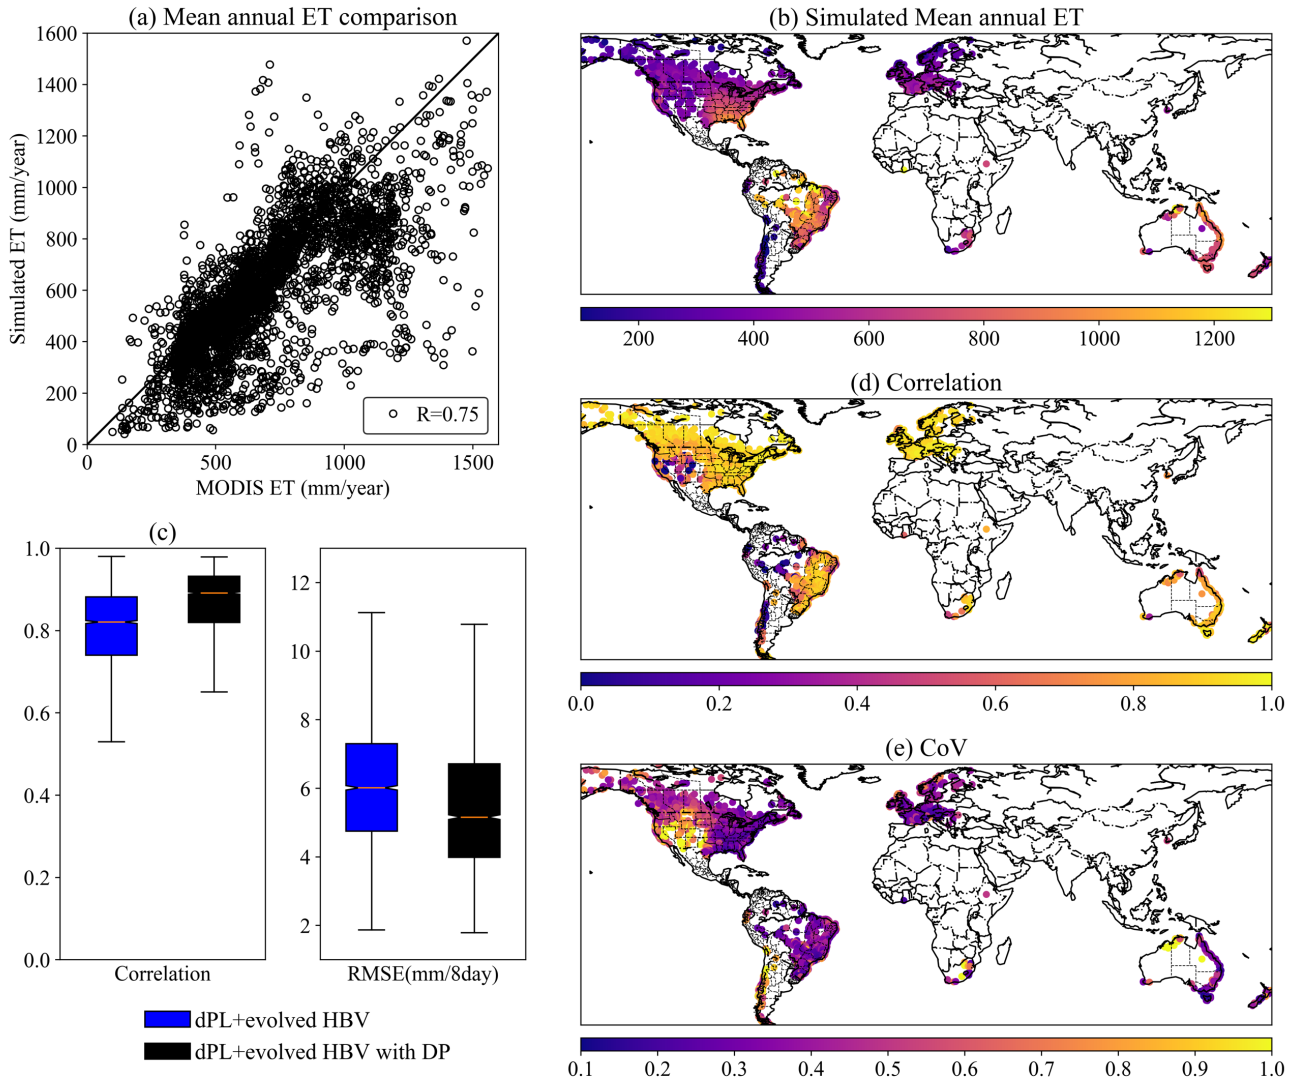 (a) Mean annual ET comparison
1600
1400
1200
1000
800
600
400
200
0
Simulated ET (mm/year)
0 500 1000 1500
MODIS ET (mm/year)
R=0.75
(b) Simulated Mean annual ET
200 400 600 800 1000 1200
(c)
1.0
0.8
0.6
0.4
0.2
0.0
Correlation
12
10
8
6
4
2
RMSE(mm/8day)
dPL+evolved HBV
dPL+evolved HBV with DP
(d) Correlation
0.0 0.2 0.4 0.6 0.8 1.0
(e) CoV
0.1 0.2 0.3 0.4 0.5 0.6 0.7 0.8 0.9 1.0